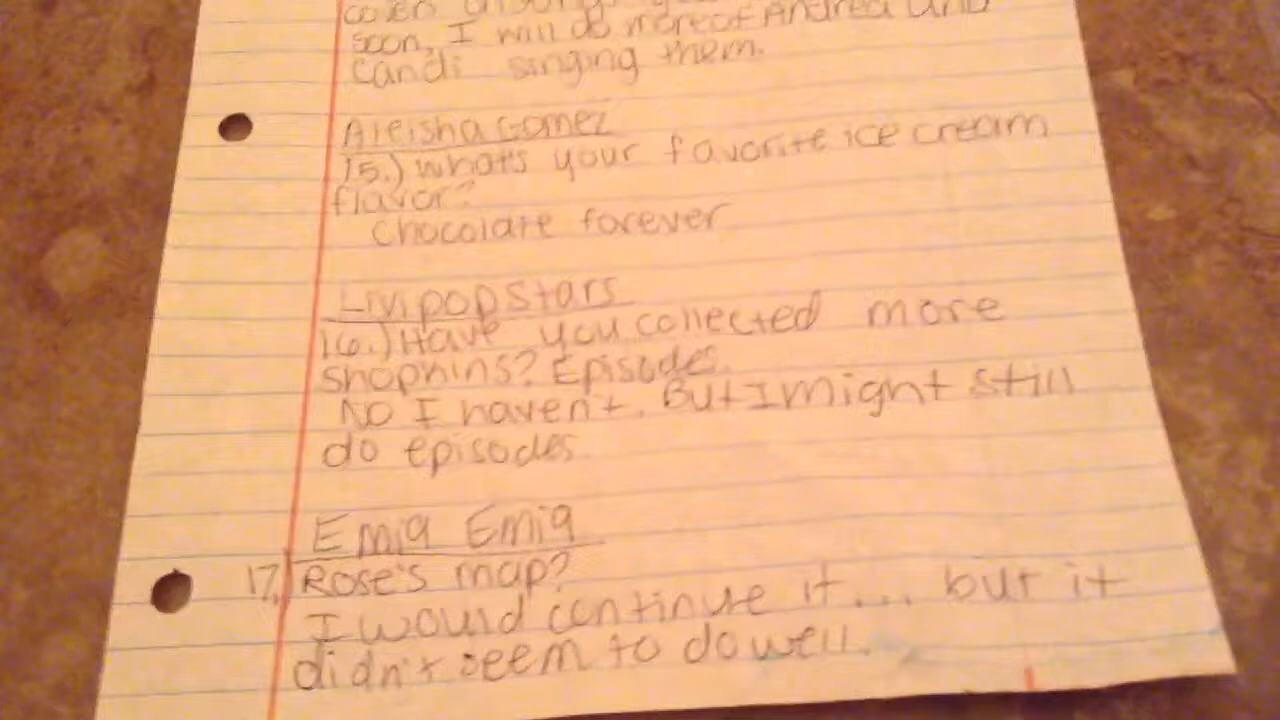 soon, I will do more of Andrea and
Candi singing them.
Aleisha Gomez
15.) What's your favorite ice cream
flavor?
Chocolate forever
Livipopstars
16.) Have you collected more
shopkins? Episodes.
No I haven't. But I might still
do episodes.
Emiq Emiq
17.) Rose's map?
I would continue it... but it
didn't seem to do well.